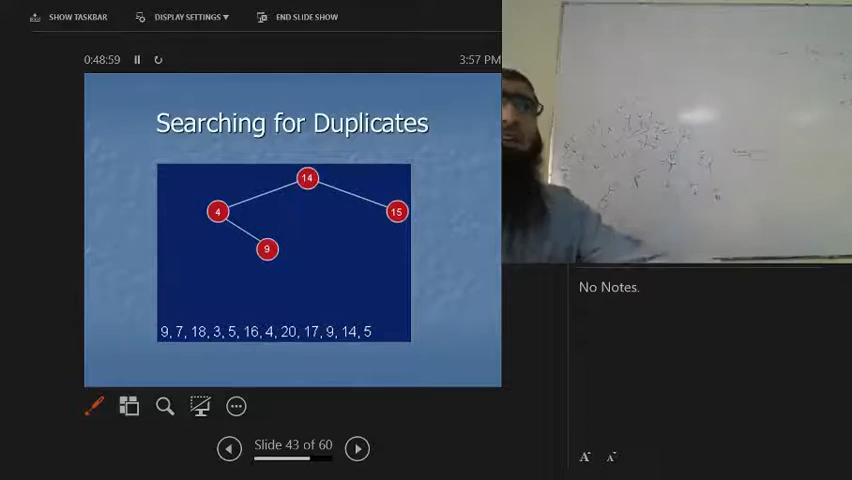 SHOW TASKBAR
DISPLAY SETTINGS ▼
END SLIDE SHOW
0:48:59
3:57 PM
Searching for Duplicates
14
4
15
9
9, 7, 18, 3, 5, 16, 4, 20, 17, 9, 14, 5
No Notes.
Slide 43 of 60
A A